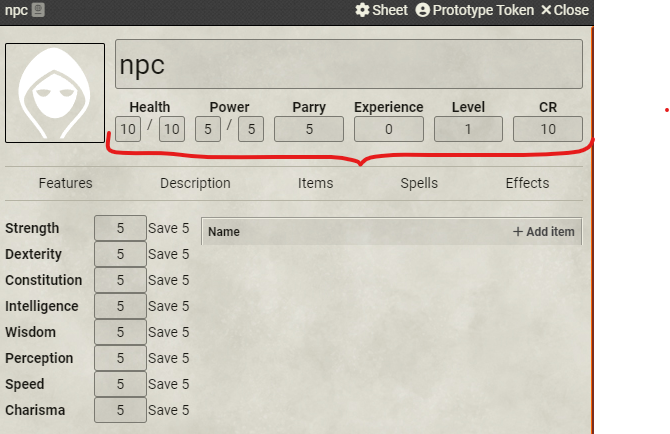 npc Sheet Prototype Token Close
npc
Health Power Parry Experience Level CR
10 / 10 5 / 5 5 0 1 10
Features Description Items Spells Effects
Strength 5 Save 5 Name + Add item
Dexterity 5 Save 5
Constitution 5 Save 5
Intelligence 5 Save 5
Wisdom 5 Save 5
Perception 5 Save 5
Speed 5 Save 5
Charisma 5 Save 5